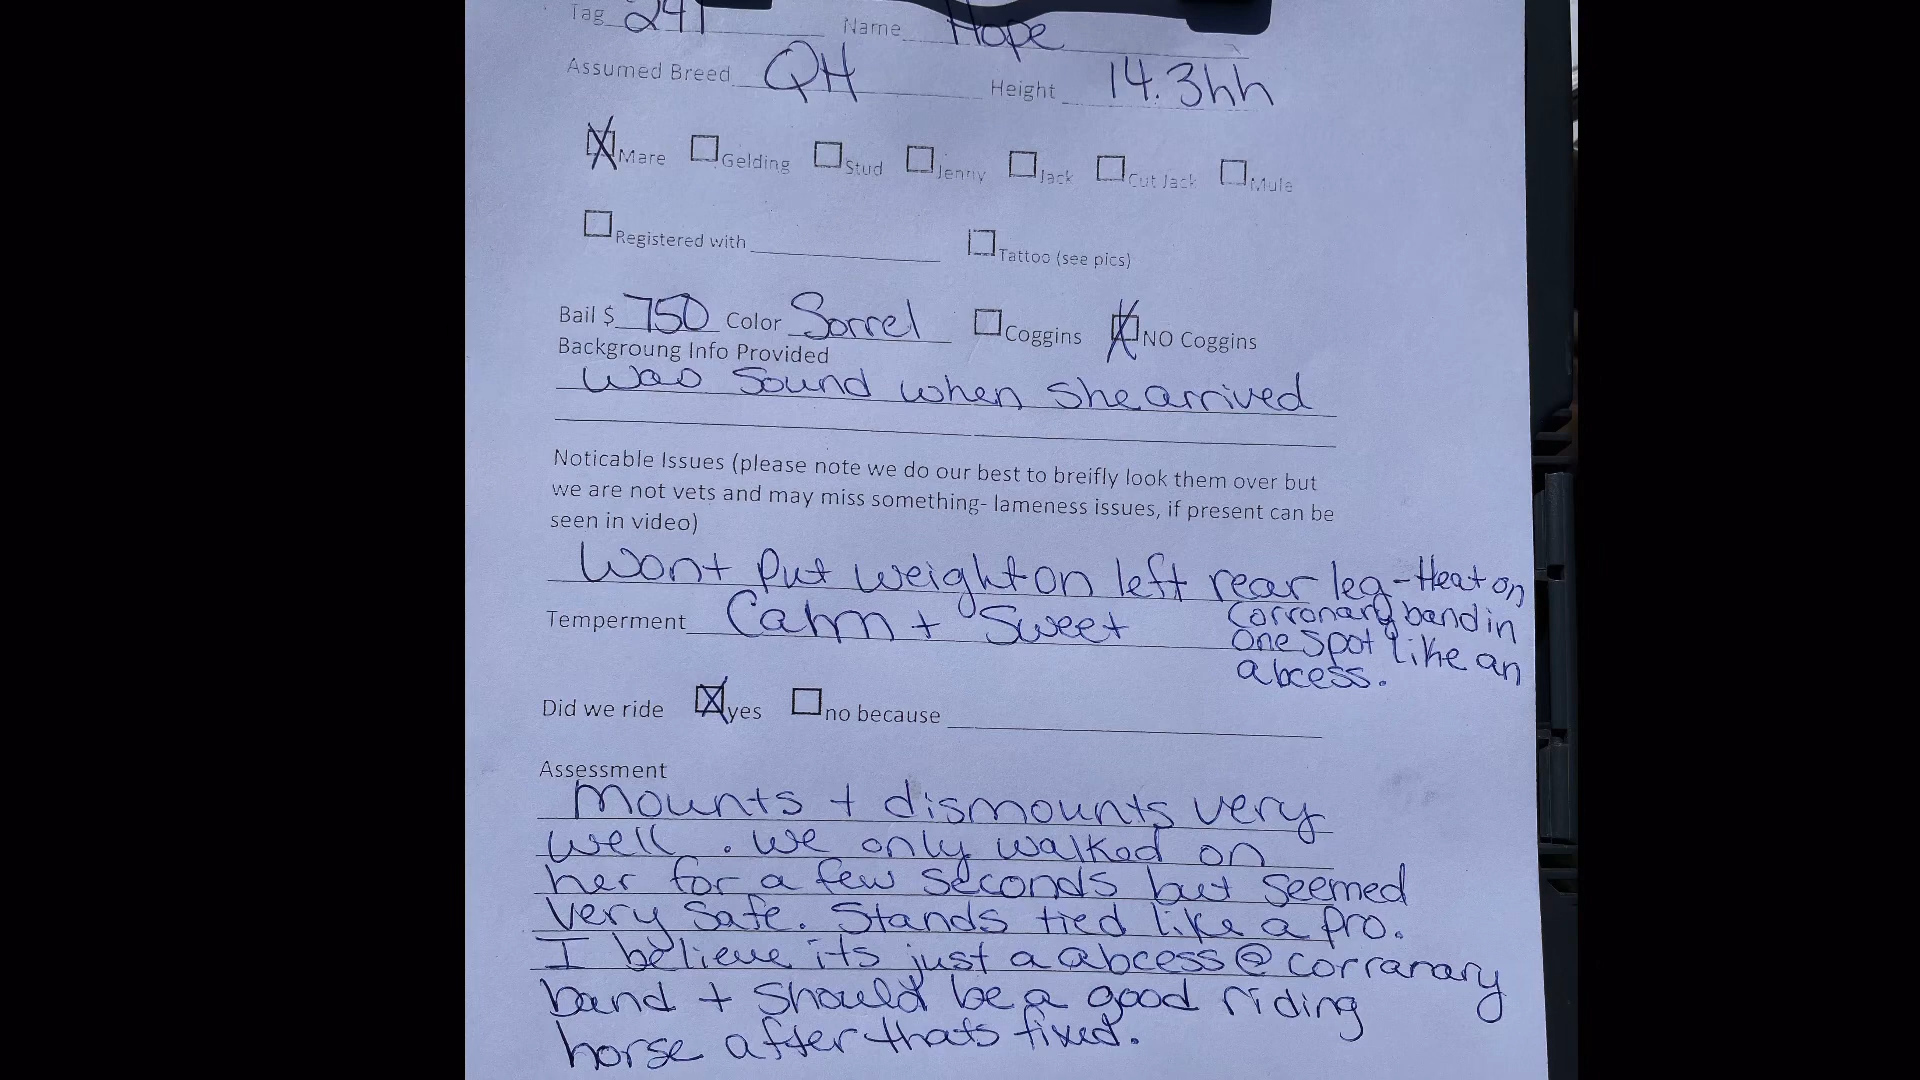 Tag 241 Name Hope
Assumed Breed QH Height 14.3hh
Mare Gelding Stud Jenny Jack Cut Jack Mule
Registered with Tattoo (see pics)
Bail $ 750 Color Sorrel Coggins NO Coggins
Backgroung Info Provided
was sound when she arrived
Noticable Issues (please note we do our best to breifly look them over but
we are not vets and may miss something- lameness issues, if present can be
seen in video)
Wont put weight on left rear leg - Heat on
corronary band in
one spot like an
abcess.
Temperment Calm + Sweet
Did we ride yes no because
Assessment
mounts + dismounts very
well. we only walked on
her for a few seconds but seemed
very safe. Stands tied like a pro.
I believe its just a abcess @ corranary
band + should be a good riding
horse after thats fixed.